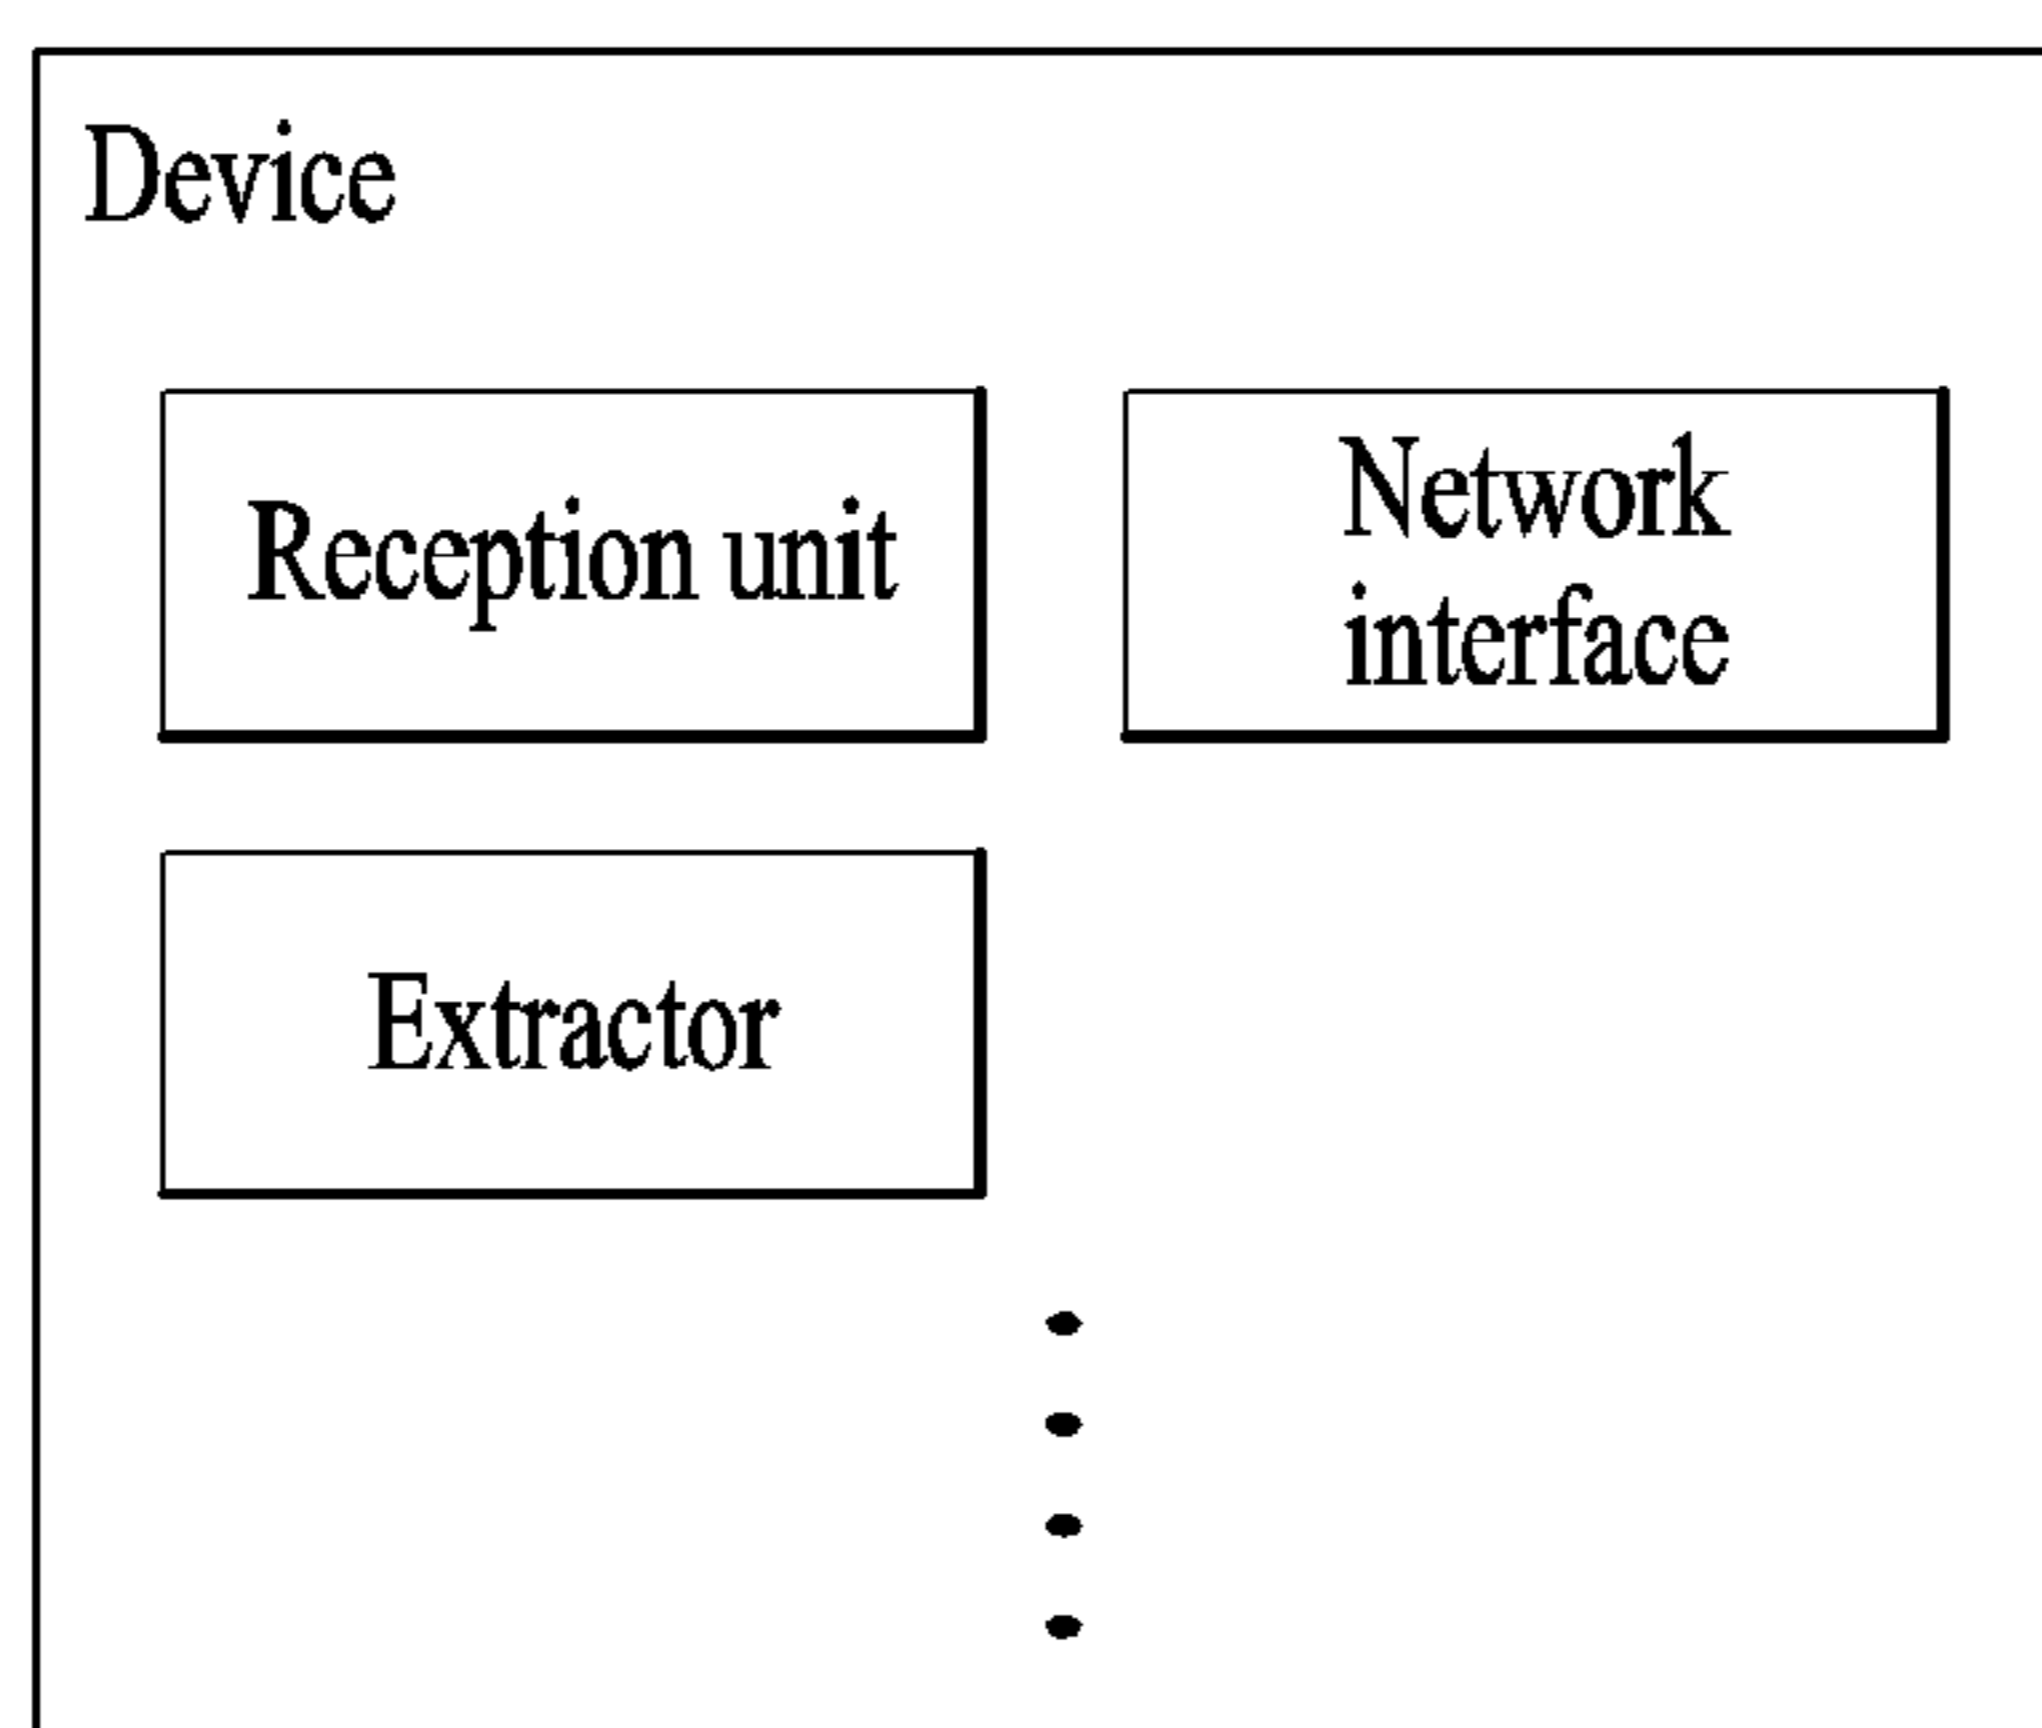 Device
Reception unit
Network
interface
Extractor